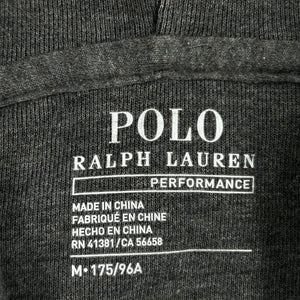 POLO
RALPH LAUREN
PERFORMANCE
MADE IN CHINA
FABRIQUÉ EN CHINE
HECHO EN CHINA
RN 41381/CA 56658
M•175/96A